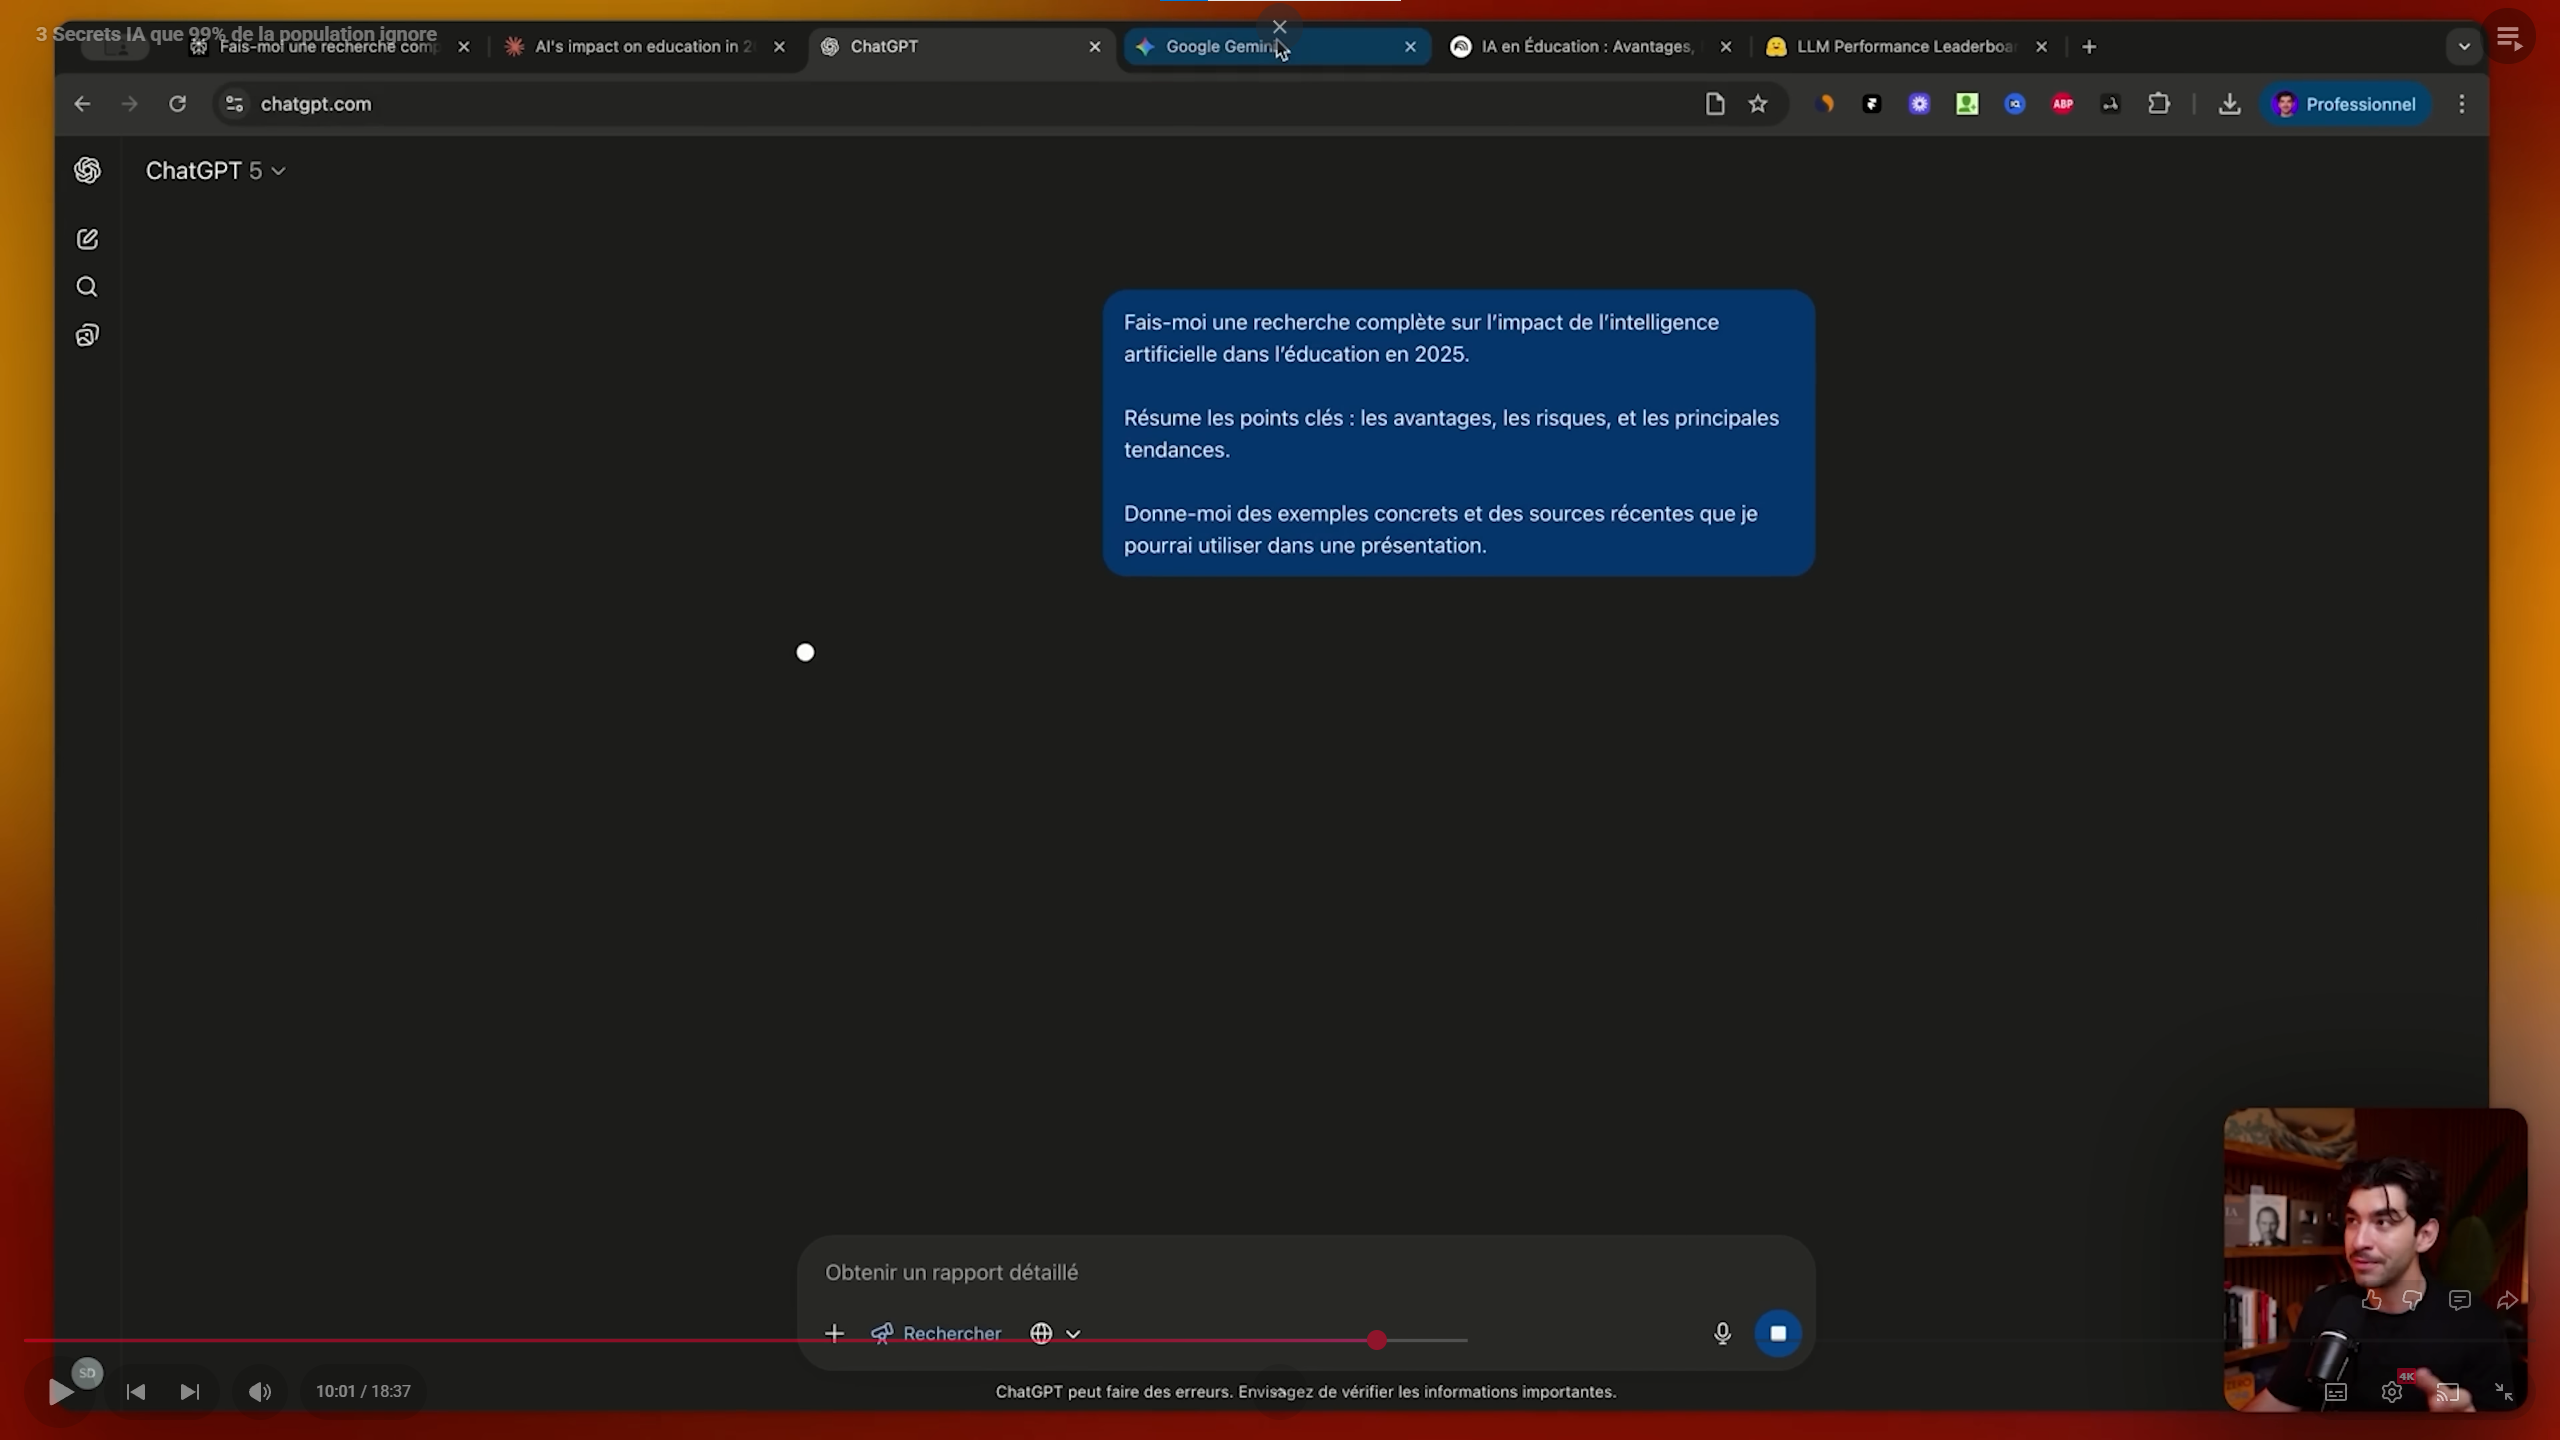 3 Secrets IA que 99% de la population ignore
Fais-moi une recherche comp
AI's impact on education in 2
ChatGPT
Google Gemini
IA en Éducation : Avantages,
LLM Performance Leaderboar
chatgpt.com
ABP
Professionnel
ChatGPT 5
Fais-moi une recherche complète sur l'impact de l'intelligence
artificielle dans l'éducation en 2025.
Résume les points clés : les avantages, les risques, et les principales
tendances.
Donne-moi des exemples concrets et des sources récentes que je
pourrai utiliser dans une présentation.
Obtenir un rapport détaillé
Rechercher
SD
10:01 / 18:37
ChatGPT peut faire des erreurs. Envisagez de vérifier les informations importantes.
4K